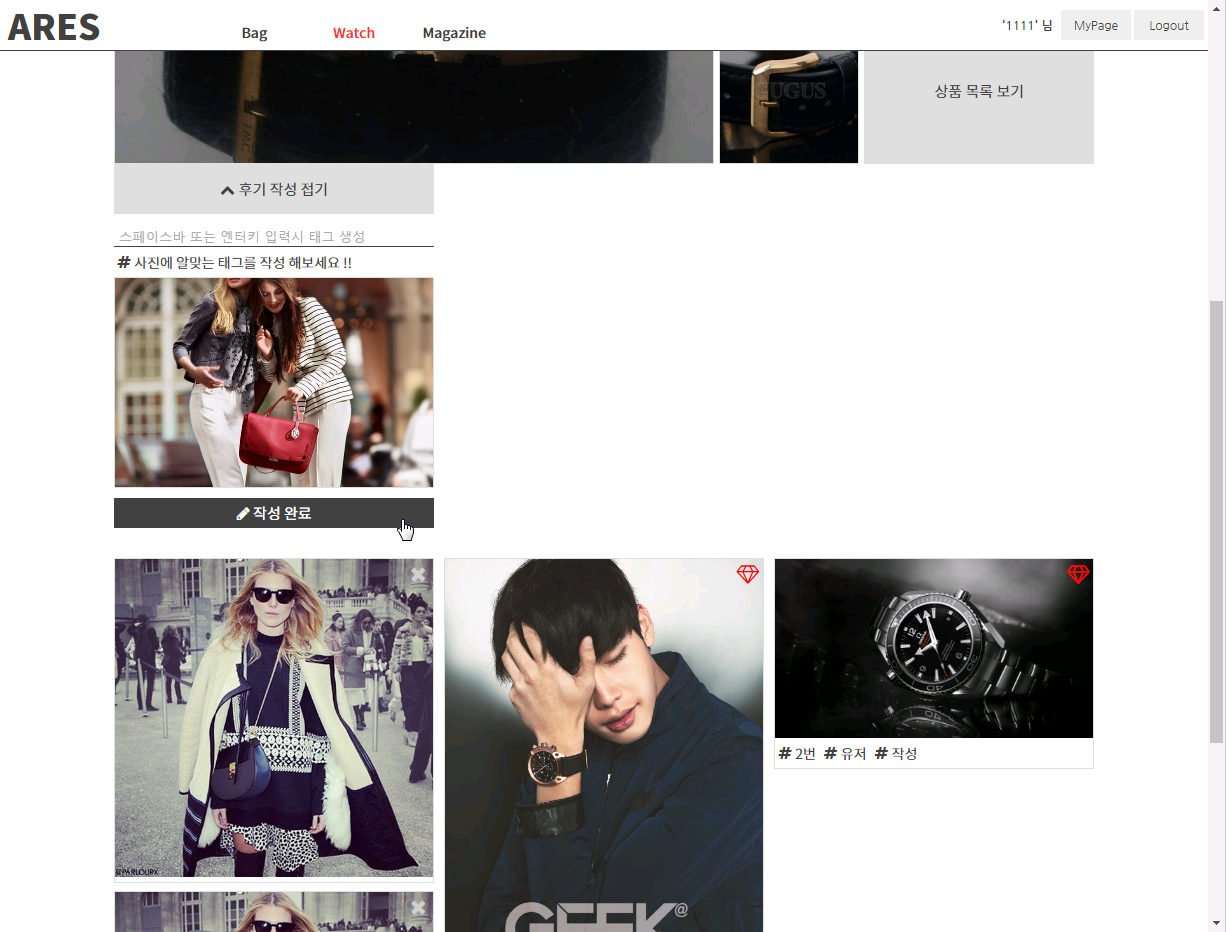 ARES
Bag Watch Magazine
'1111' 님 MyPage Logout
UGUS
상품 목록 보기
후기 작성 접기
스페이스바 또는 엔터키 입력시 태그 생성
# 사진에 알맞는 태그를 작성 해보세요 !!
작성 완료
# 2번 # 유저 # 작성
GEEK@